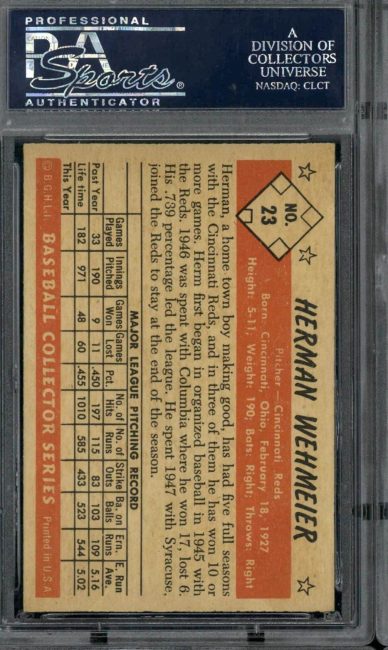 PROFESSIONAL
PSA
Sports
®
AUTHENTICATOR
A
DIVISION OF
COLLECTORS
UNIVERSE
NASDAQ: CLCT
NO.
23
HERMAN WEHMEIER
Pitcher—Cincinnati Reds
Born: Cincinnati, Ohio, February 18, 1927
Height: 5-11; Weight: 190; Bats: Right; Throws: Right
Herman, a home town boy making good, has had five full seasons
with the Cincinnati Reds, and in three of them he has won 10 or
more games. Herm first began in organized baseball in 1945 with
the Reds. 1946 was spent with Columbia where he won 17, lost 6.
His .739 percentage led the league. He spent 1947 with Syracuse,
joined the Reds to stay at the end of the season.
MAJOR LEAGUE PITCHING RECORD
Games Innings Games Games No. of No. of Strike Ba. on Ern. E. Run
Played Pitched Won Lost Pct. Hits Runs Outs Balls Runs Ave.
Past Year 33 190 9 11 .450 197 115 83 103 109 5.16
Life time 182 971 48 60 .455 1010 585 433 523 544 5.02
This Year
© B.G.H.L.I. BASEBALL COLLECTOR SERIES Printed in U.S.A.